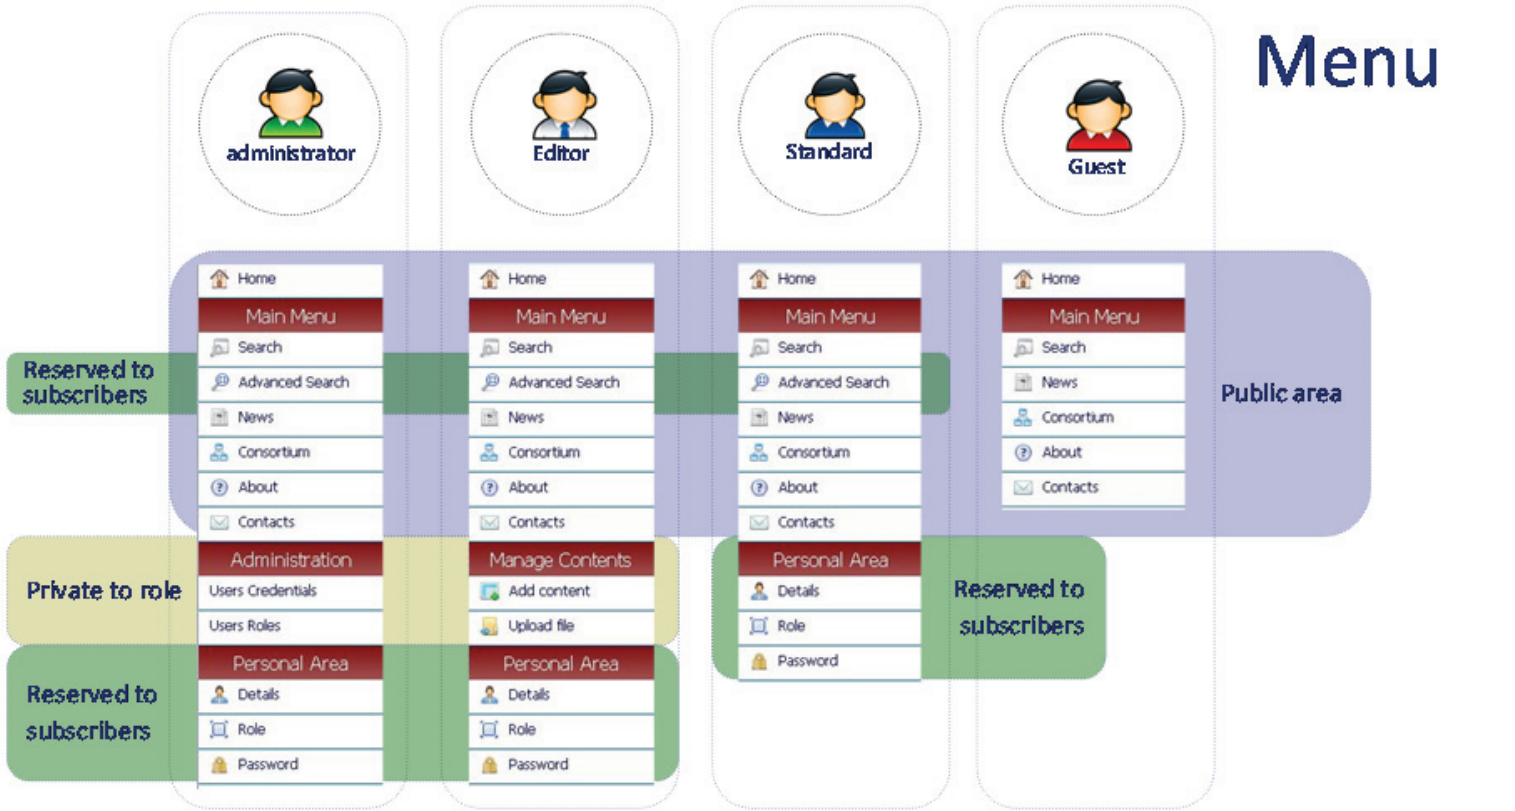 Menu
administrator
Editor
Standard
Guest
Home
Main Menu
Search
Advanced Search
News
Consortium
About
Contacts
Administration
Users Credentials
Users Roles
Personal Area
Details
Role
Password
Home
Main Menu
Search
Advanced Search
News
Consortium
About
Contacts
Manage Contents
Add content
Upload file
Personal Area
Details
Role
Password
Home
Main Menu
Search
Advanced Search
News
Consortium
About
Contacts
Personal Area
Details
Role
Password
Home
Main Menu
Search
News
Consortium
About
Contacts
Reserved to
subscribers
Public area
Private to role
Reserved to
subscribers
Reserved to
subscribers